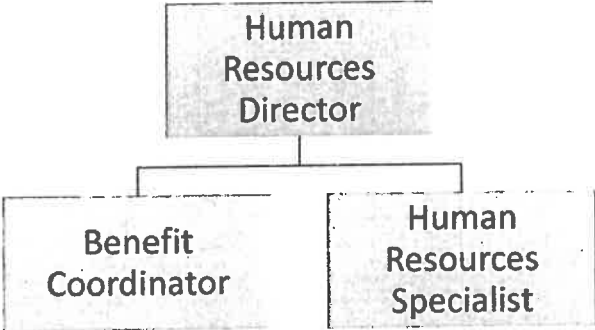 Human
Resources
Director
Benefit
Coordinator
Human
Resources
Specialist